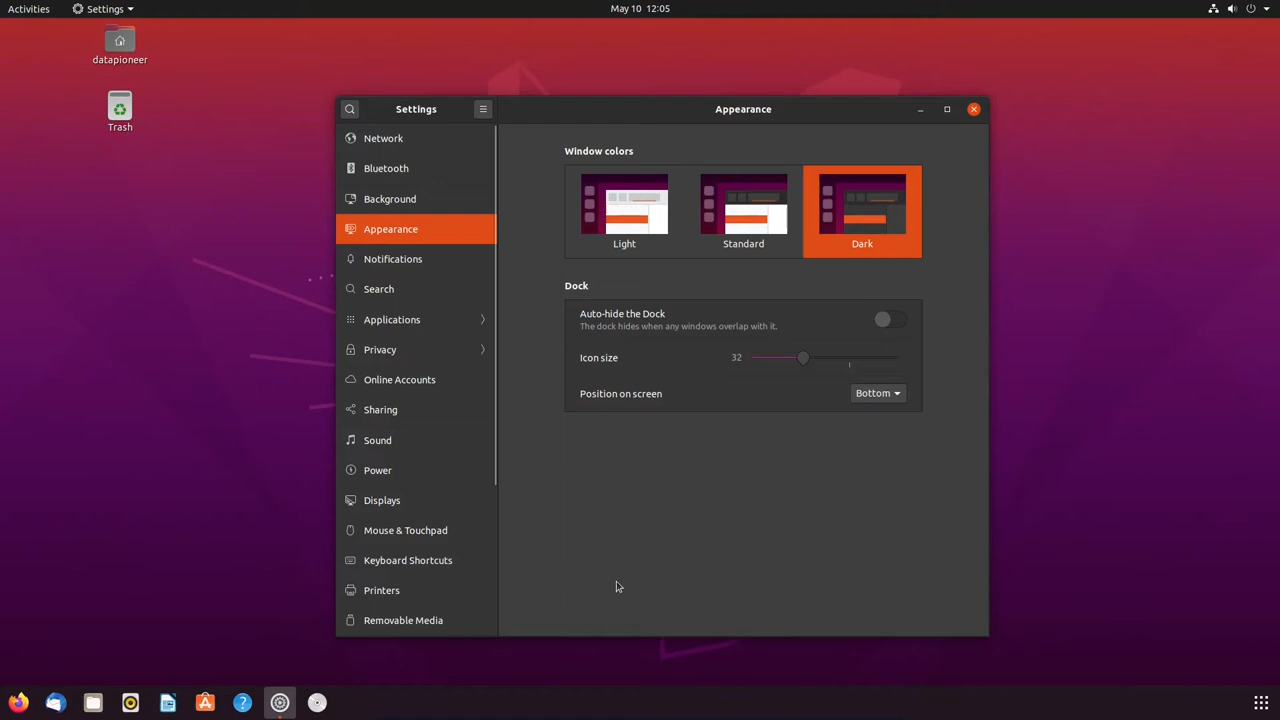 Activities
Settings
May 10 12:05
datapioneer
Trash
Settings
Network
Bluetooth
Background
Appearance
Notifications
Search
Applications
Privacy
Online Accounts
Sharing
Sound
Power
Displays
Mouse & Touchpad
Keyboard Shortcuts
Printers
Removable Media
Appearance
Window colors
Light
Standard
Dark
Dock
Auto-hide the Dock
The dock hides when any windows overlap with it.
Icon size
32
Position on screen
Bottom